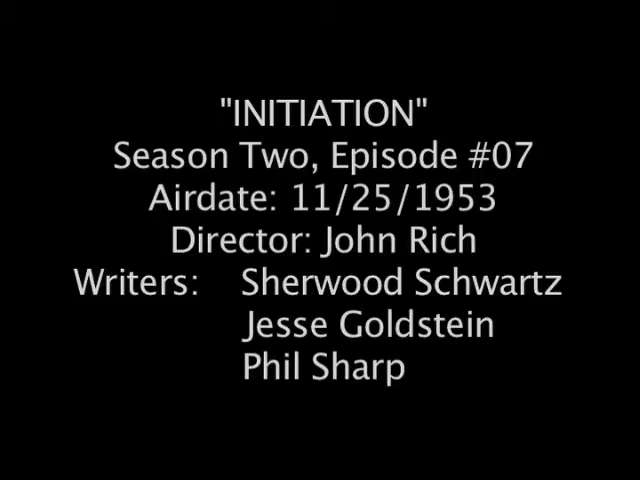 "INITIATION"
Season Two, Episode #07
Airdate: 11/25/1953
Director: John Rich
Writers: Sherwood Schwartz
Jesse Goldstein
Phil Sharp